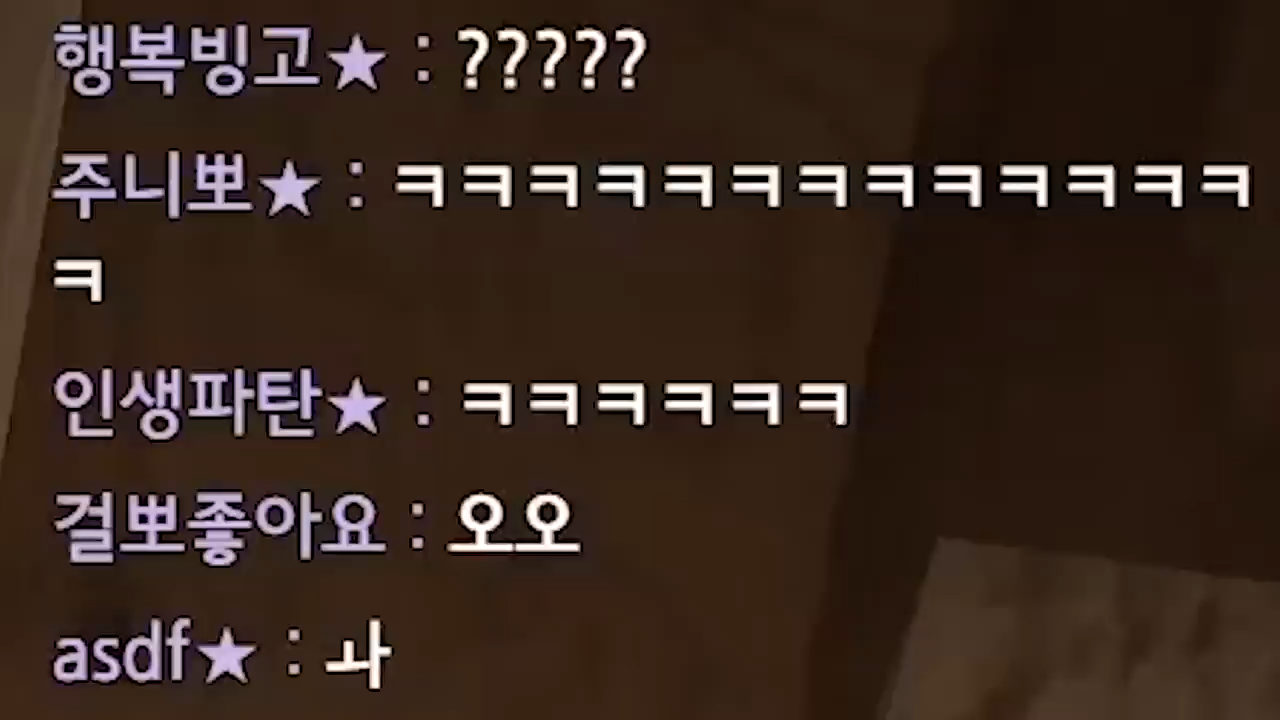 행복빙고★ : ?????
주니뽀★ : ㅋㅋㅋㅋㅋㅋㅋㅋㅋㅋㅋㅋㅋ
ㅋ
인생파탄★ : ㅋㅋㅋㅋㅋㅋ
걸뽀좋아요 : 오오
asdf★ : ㅘ